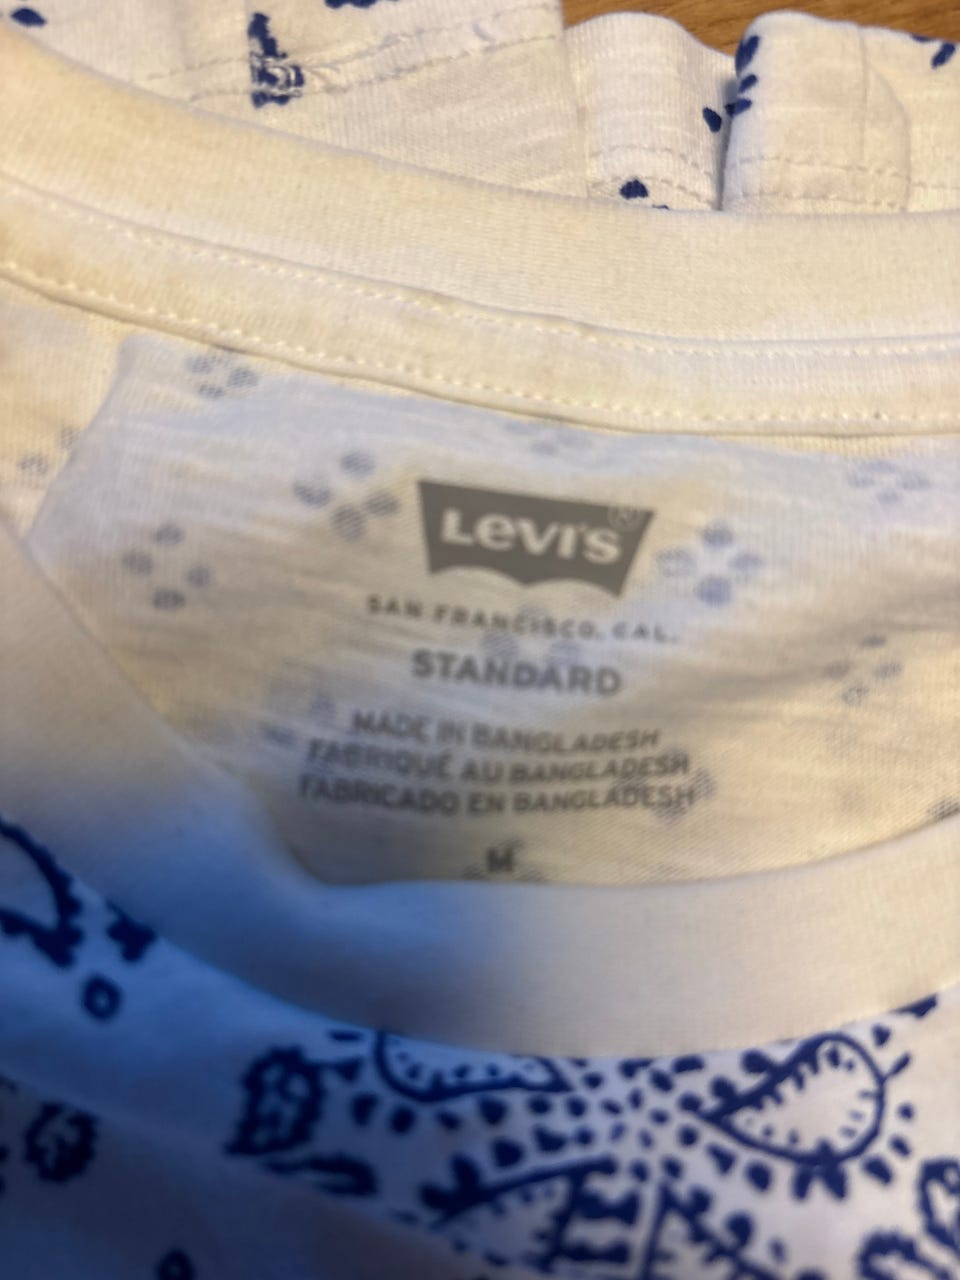 LEVI'S®
SAN FRANCISCO, CAL.
STANDARD
MADE IN BANGLADESH
FABRIQUÉ AU BANGLADESH
FABRICADO EN BANGLADESH
M